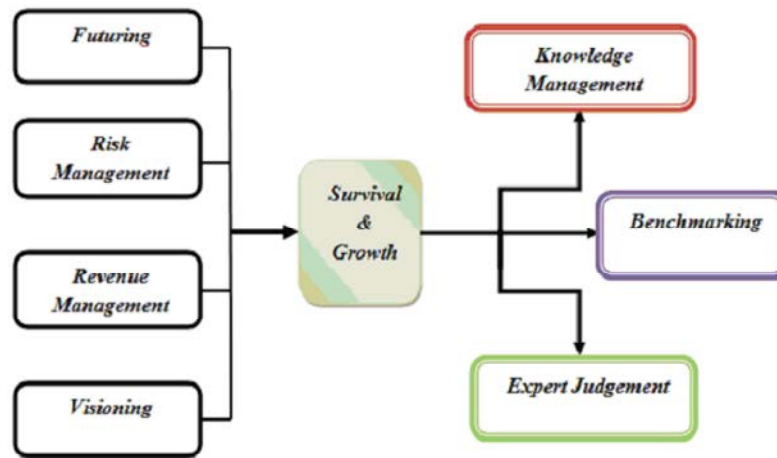 Futuring
Risk
Management
Revenue
Management
Visioning
Survival
&
Growth
Knowledge
Management
Benchmarking
Expert Judgement